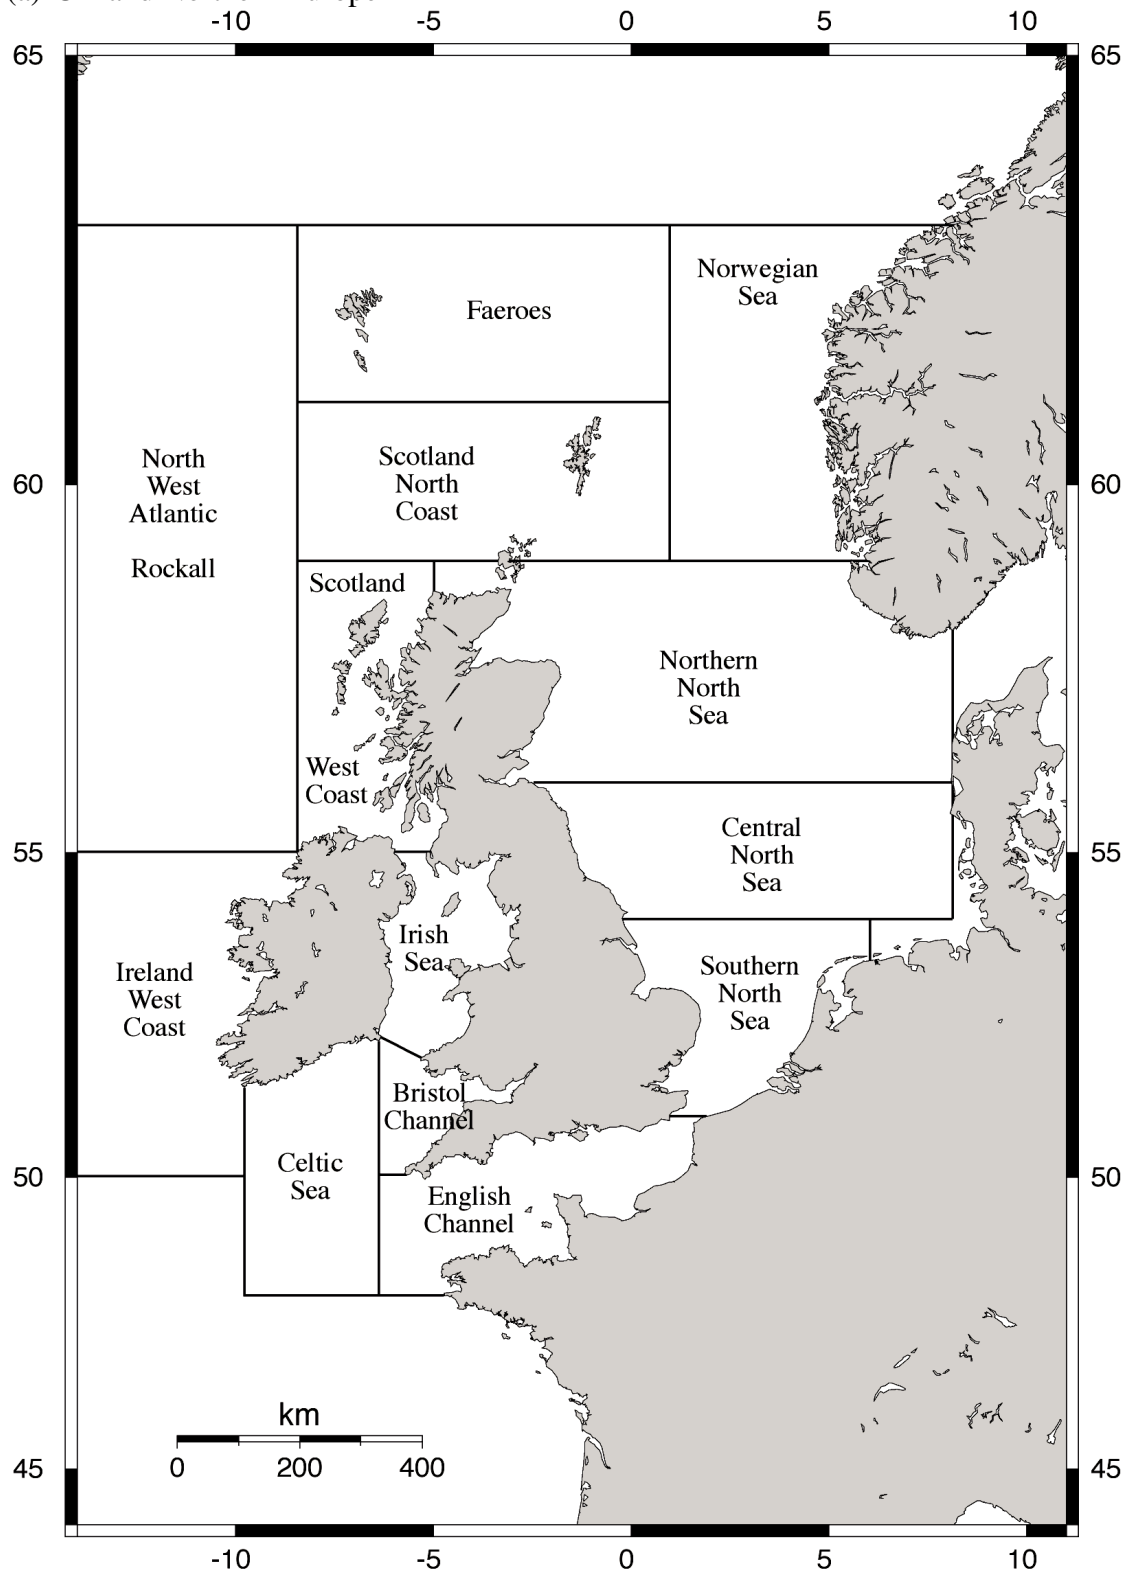 -10 -5 0 5 10
65 65
Norwegian
Sea
Faeroes
North
West
Atlantic
Rockall
Scotland
North
Coast
60 60
Scotland
West
Coast
Northern
North
Sea
Central
North
Sea
55 55
Irish
Sea
Ireland
West
Coast
Southern
North
Sea
Bristol
Channel
Celtic
Sea
50 50
English
Channel
km
0 200 400
45 45
-10 -5 0 5 10